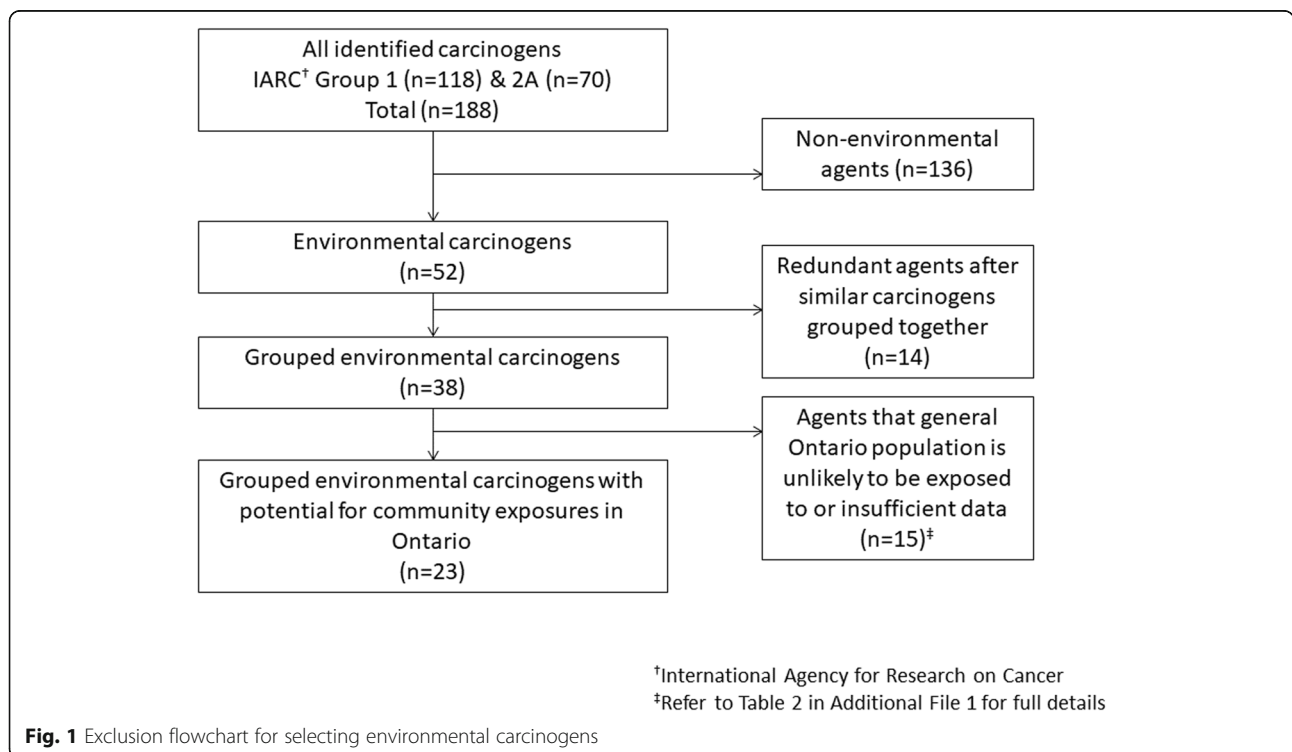 All identified carcinogens
IARC† Group 1 (n=118) & 2A (n=70)
Total (n=188)
Non-environmental
agents (n=136)
Environmental carcinogens
(n=52)
Redundant agents after
similar carcinogens
grouped together
(n=14)
Grouped environmental carcinogens
(n=38)
Agents that general
Ontario population is
unlikely to be exposed
to or insufficient data
(n=15)‡
Grouped environmental carcinogens with
potential for community exposures in
Ontario
(n=23)
†International Agency for Research on Cancer
‡Refer to Table 2 in Additional File 1 for full details
Fig. 1 Exclusion flowchart for selecting environmental carcinogens